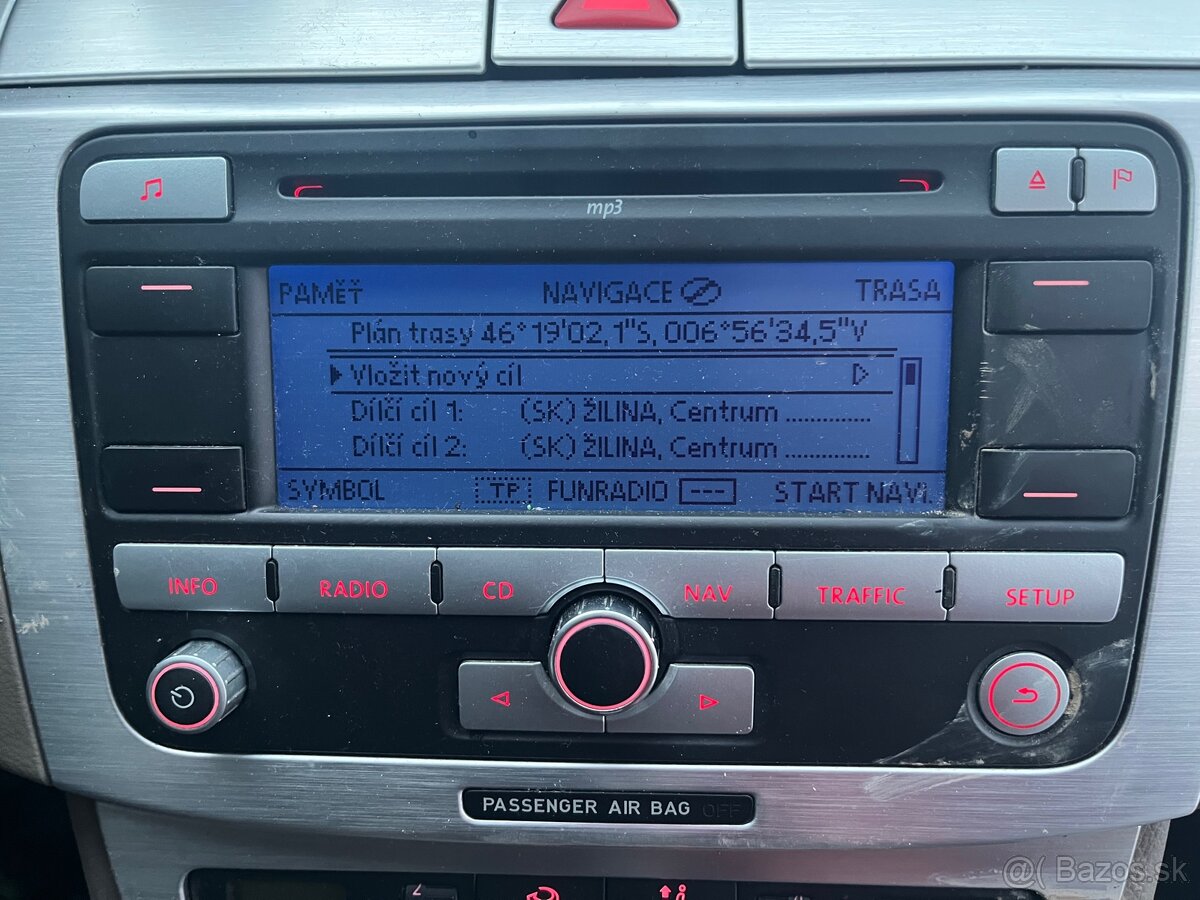 mp3
PAMĚŤ NAVIGACE TRASA
Plán trasy 46°19'02,1"S, 006°56'34,5"V
Vložit nový cíl
Dílčí cíl 1: (SK) ŽILINA, Centrum ..............
Dílčí cíl 2: (SK) ŽILINA, Centrum ..............
SYMBOL TP FUNRADIO --- START NAVI.
INFO RADIO CD NAV TRAFFIC SETUP
PASSENGER AIR BAG OFF
@( Bazos.sk